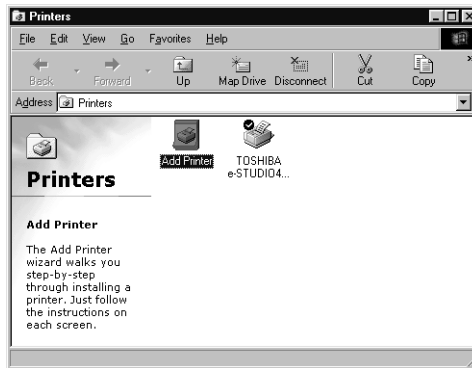 Printers
File Edit View Go Favorites Help
Back Forward Up Map Drive Disconnect Cut Copy »
Address Printers
Add Printer TOSHIBA
e-STUDIO4...
Printers
Add Printer
The Add Printer
wizard walks you
step-by-step
through installing a
printer. Just follow
the instructions on
each screen.